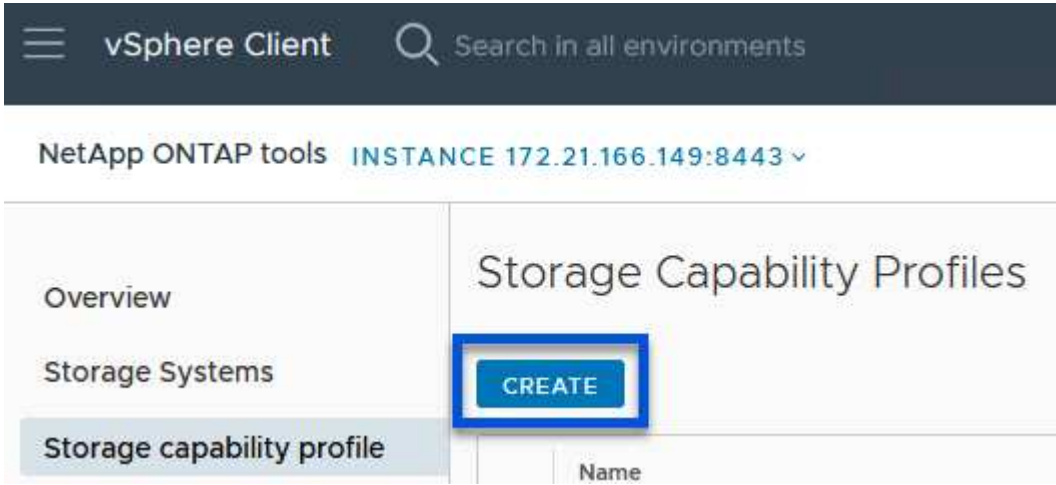 vSphere Client Search in all environments
NetApp ONTAP tools INSTANCE 172.21.166.149:8443
Overview
Storage Systems
Storage capability profile
Storage Capability Profiles
CREATE
Name